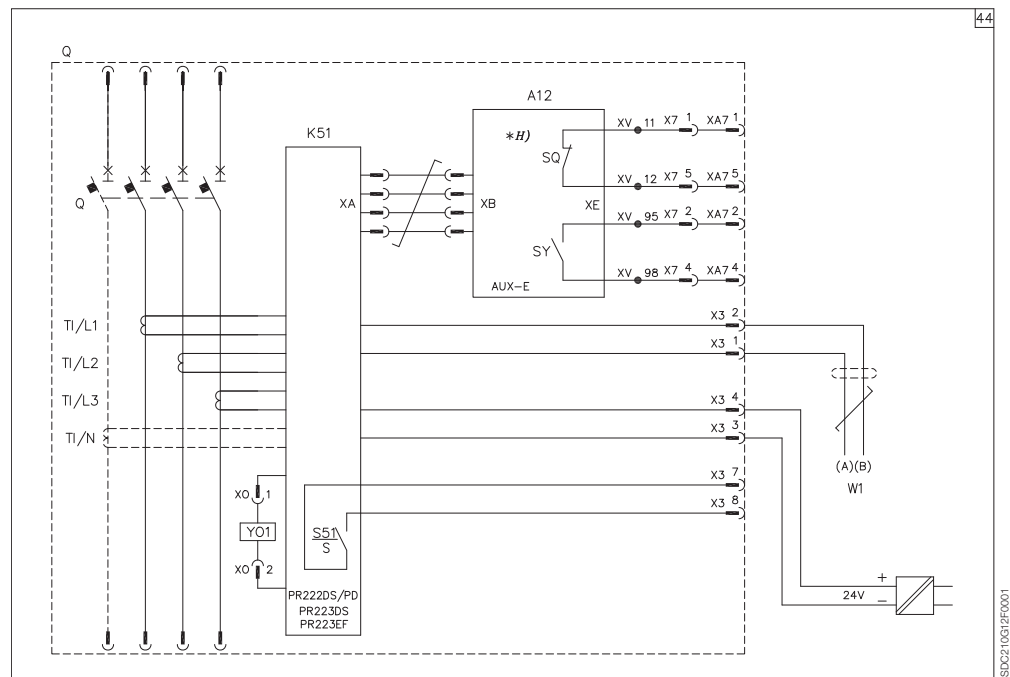 44
Q
A12
K51
*H)
XV 11 X7 1 XA7 1
SQ
XV 12 X7 5 XA7 5
XA
XB
XE
Q
XV 95 X7 2 XA7 2
SY
XV 98 X7 4 XA7 4
AUX-E
TI/L1
X3 2
X3 1
TI/L2
TI/L3
X3 4
TI/N
X3 3
(A)(B)
W1
X3 7
X0 1
X3 8
Y01
S51
S
X0 2
+
24V
−
PR222DS/PD
PR223DS
PR223EF
SDC210G12F0001